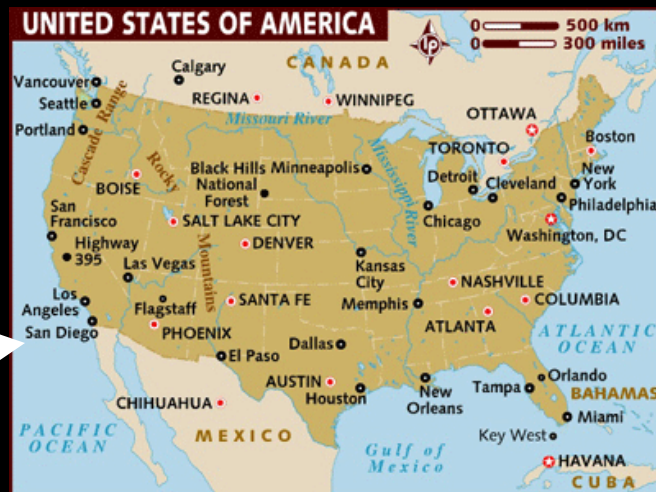 UNITED STATES OF AMERICA
0 500 km
0 300 miles
LP
CANADA
Calgary
Vancouver
REGINA
WINNIPEG
Seattle
Missouri River
OTTAWA
Portland
Cascade Range
TORONTO
Boston
BOISE
Rocky
Mountains
Black Hills
National
Forest
Minneapolis
Mississippi River
Detroit
Cleveland
New
York
Philadelphia
San
Francisco
SALT LAKE CITY
Chicago
Washington, DC
Highway
395
DENVER
Las Vegas
Kansas
City
NASHVILLE
Los
Angeles
Flagstaff
SANTA FE
Memphis
COLUMBIA
San Diego
PHOENIX
ATLANTA
ATLANTIC
OCEAN
El Paso
Dallas
AUSTIN
Houston
New
Orleans
Tampa
Orlando
BAHAMAS
CHIHUAHUA
Miami
PACIFIC
OCEAN
MEXICO
Gulf of
Mexico
Key West
HAVANA
CUBA